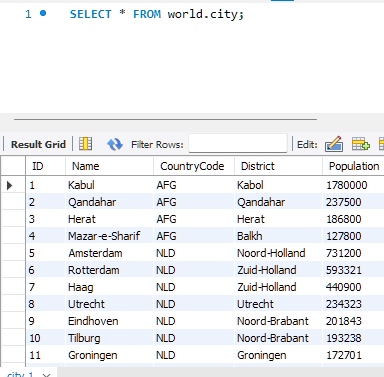 1 SELECT * FROM world.city;
Result Grid Filter Rows: Edit:
ID Name CountryCode District Population
1 Kabul AFG Kabol 1780000
2 Qandahar AFG Qandahar 237500
3 Herat AFG Herat 186800
4 Mazar-e-Sharif AFG Balkh 127800
5 Amsterdam NLD Noord-Holland 731200
6 Rotterdam NLD Zuid-Holland 593321
7 Haag NLD Zuid-Holland 440900
8 Utrecht NLD Utrecht 234323
9 Eindhoven NLD Noord-Brabant 201843
10 Tilburg NLD Noord-Brabant 193238
11 Groningen NLD Groningen 172701
city 1